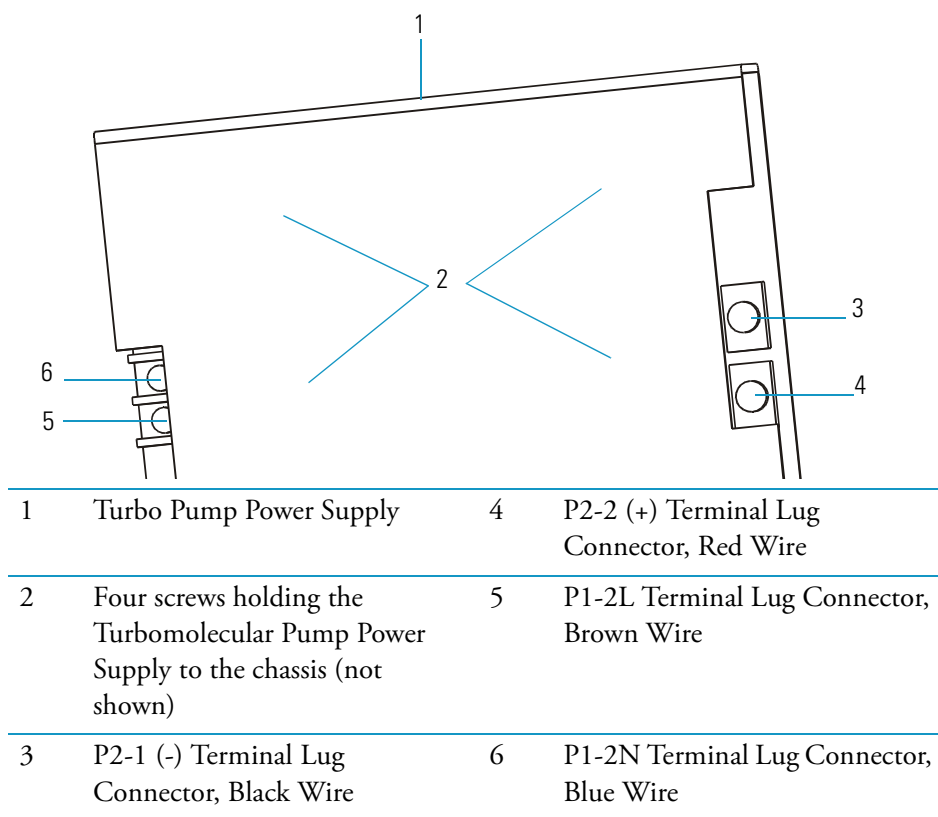 1
2
3
4
6
5
1 Turbo Pump Power Supply 4 P2-2 (+) Terminal Lug
Connector, Red Wire
2 Four screws holding the 5 P1-2L Terminal Lug Connector,
Turbomolecular Pump Power Brown Wire
Supply to the chassis (not
shown)
3 P2-1 (-) Terminal Lug 6 P1-2N Terminal Lug Connector,
Connector, Black Wire Blue Wire